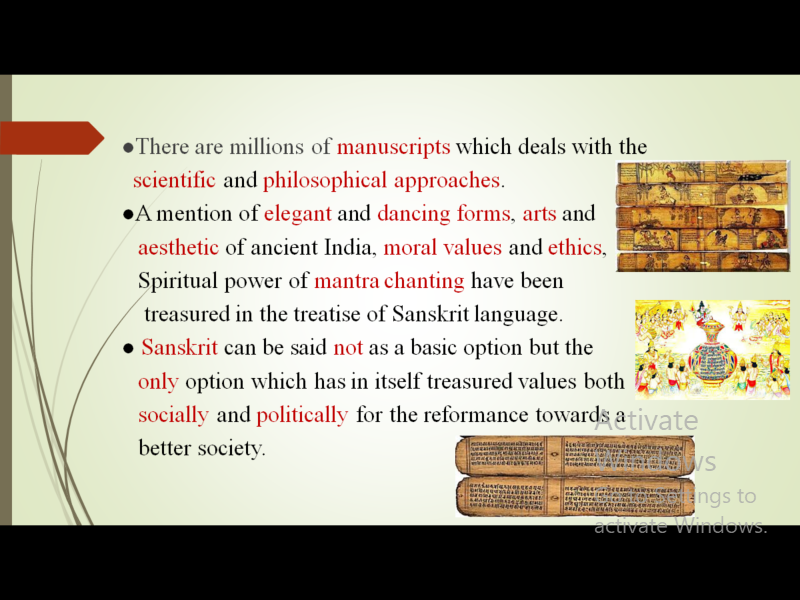 ●There are millions of manuscripts which deals with the
scientific and philosophical approaches.
●A mention of elegant and dancing forms, arts and
aesthetic of ancient India, moral values and ethics,
Spiritual power of mantra chanting have been
treasured in the treatise of Sanskrit language.
● Sanskrit can be said not as a basic option but the
only option which has in itself treasured values both
socially and politically for the reformance towards a
better society.
Activate
Windows
to
activate Windows.